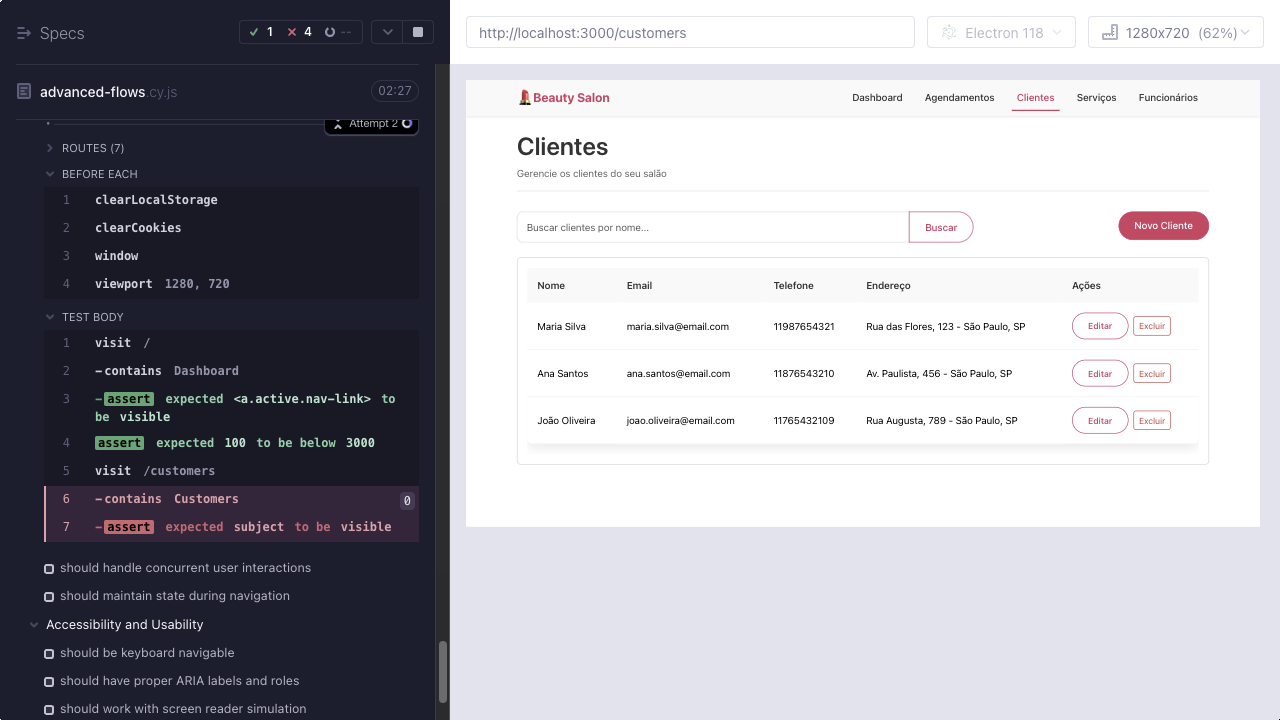 Specs
1
4
--
advanced-flows.cy.js
02:27
Attempt 2
ROUTES (7)
BEFORE EACH
1 clearLocalStorage
2 clearCookies
3 window
4 viewport 1280, 720
TEST BODY
1 visit /
2 -contains Dashboard
3 -assert expected <a.active.nav-link> to
be visible
4 assert expected 100 to be below 3000
5 visit /customers
6 -contains Customers 0
7 -assert expected subject to be visible
should handle concurrent user interactions
should maintain state during navigation
Accessibility and Usability
should be keyboard navigable
should have proper ARIA labels and roles
should work with screen reader simulation
http://localhost:3000/customers
Electron 118
1280x720 (62%)
Beauty Salon
Dashboard
Agendamentos
Clientes
Serviços
Funcionários
Clientes
Gerencie os clientes do seu salão
Buscar clientes por nome...
Buscar
Novo Cliente
Nome Email Telefone Endereço Ações
Maria Silva maria.silva@email.com 11987654321 Rua das Flores, 123 - São Paulo, SP Editar Excluir
Ana Santos ana.santos@email.com 11876543210 Av. Paulista, 456 - São Paulo, SP Editar Excluir
João Oliveira joao.oliveira@email.com 11765432109 Rua Augusta, 789 - São Paulo, SP Editar Excluir